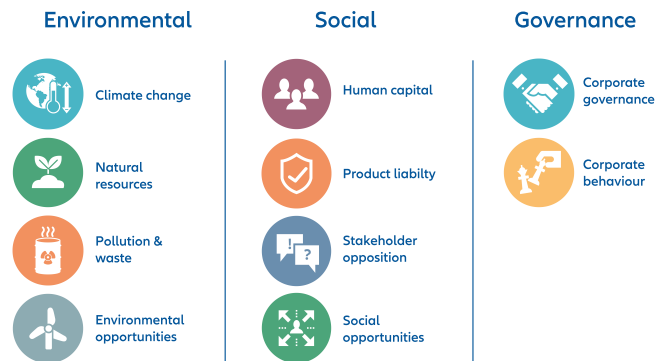 Environmental
Climate change
Natural
resources
Pollution &
waste
Environmental
opportunities
Social
Human capital
Product liabilty
!
?
Stakeholder
opposition
Social
opportunities
Governance
Corporate
governance
Corporate
behaviour